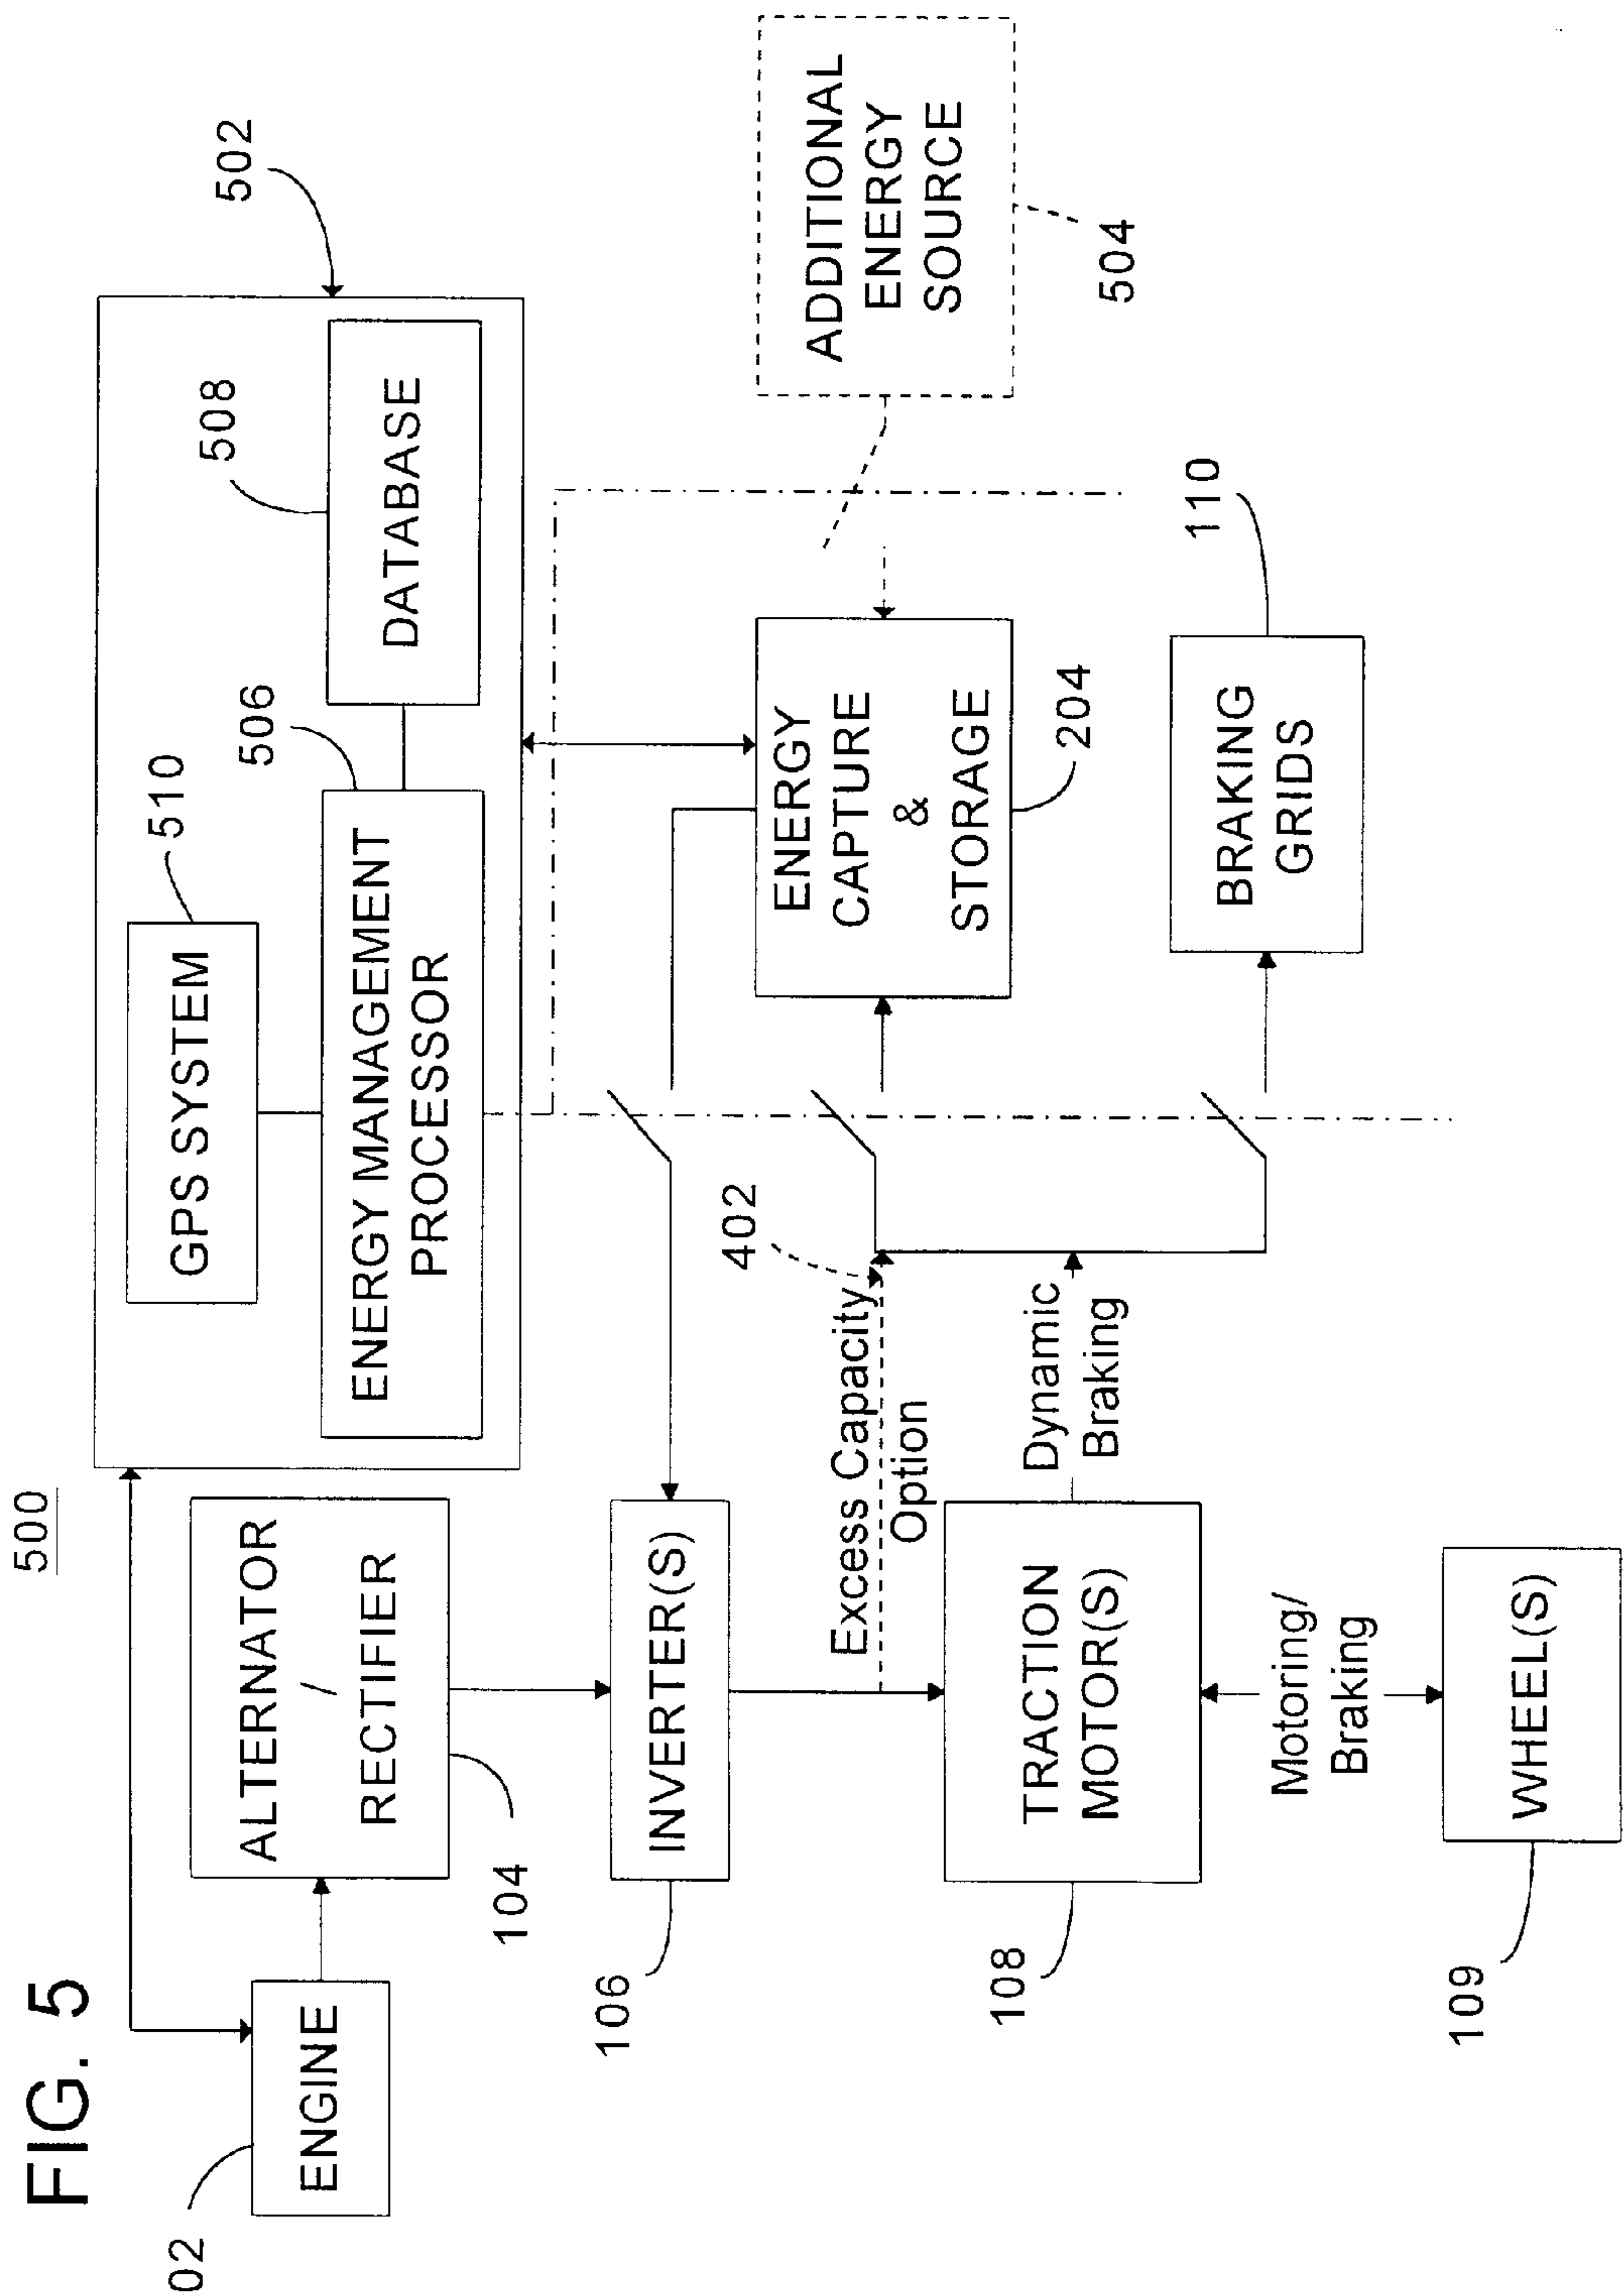 FIG. 5
500
502
510
GPS SYSTEM
506
508
ENERGY MANAGEMENT
PROCESSOR
DATABASE
02
ENGINE
ALTERNATOR
/
RECTIFIER
104
INVERTER(S)
106
402
Excess Capacity
Option
ENERGY
CAPTURE
&
STORAGE
204
ADDITIONAL
ENERGY
SOURCE
504
TRACTION
MOTOR(S)
108
Dynamic
Braking
BRAKING
GRIDS
110
Motoring/
Braking
WHEEL(S)
109